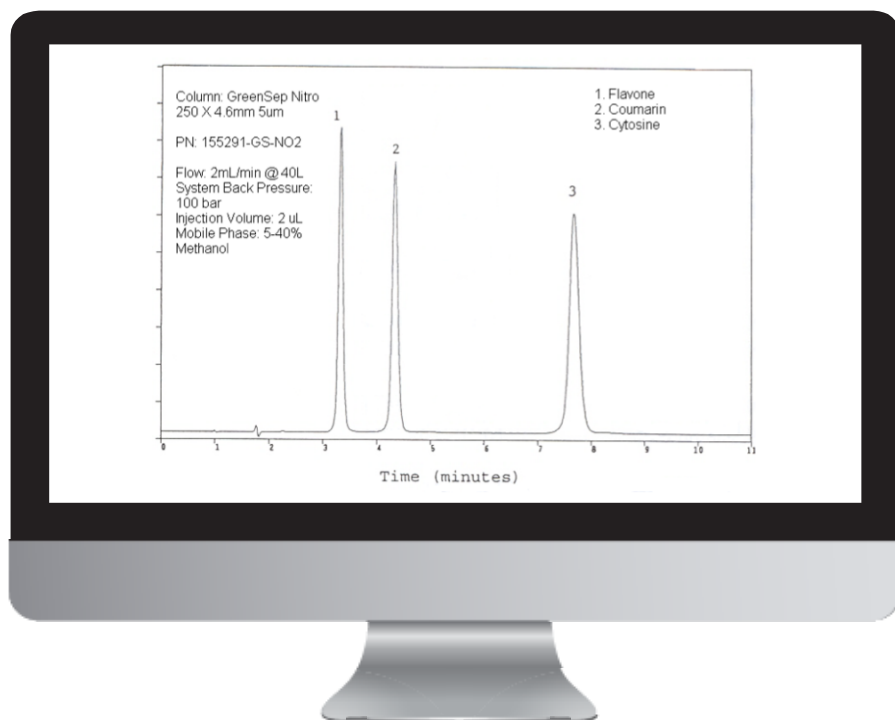 Column: GreenSep Nitro
250 X 4.6mm 5um
PN: 155291-GS-NO2
Flow: 2mL/min @ 40L
System Back Pressure:
100 bar
Injection Volume: 2 uL
Mobile Phase: 5-40%
Methanol
1. Flavone
2. Coumarin
3. Cytosine
1
2
3
0 1 2 3 4 5 6 7 8 9 10 11
Time (minutes)